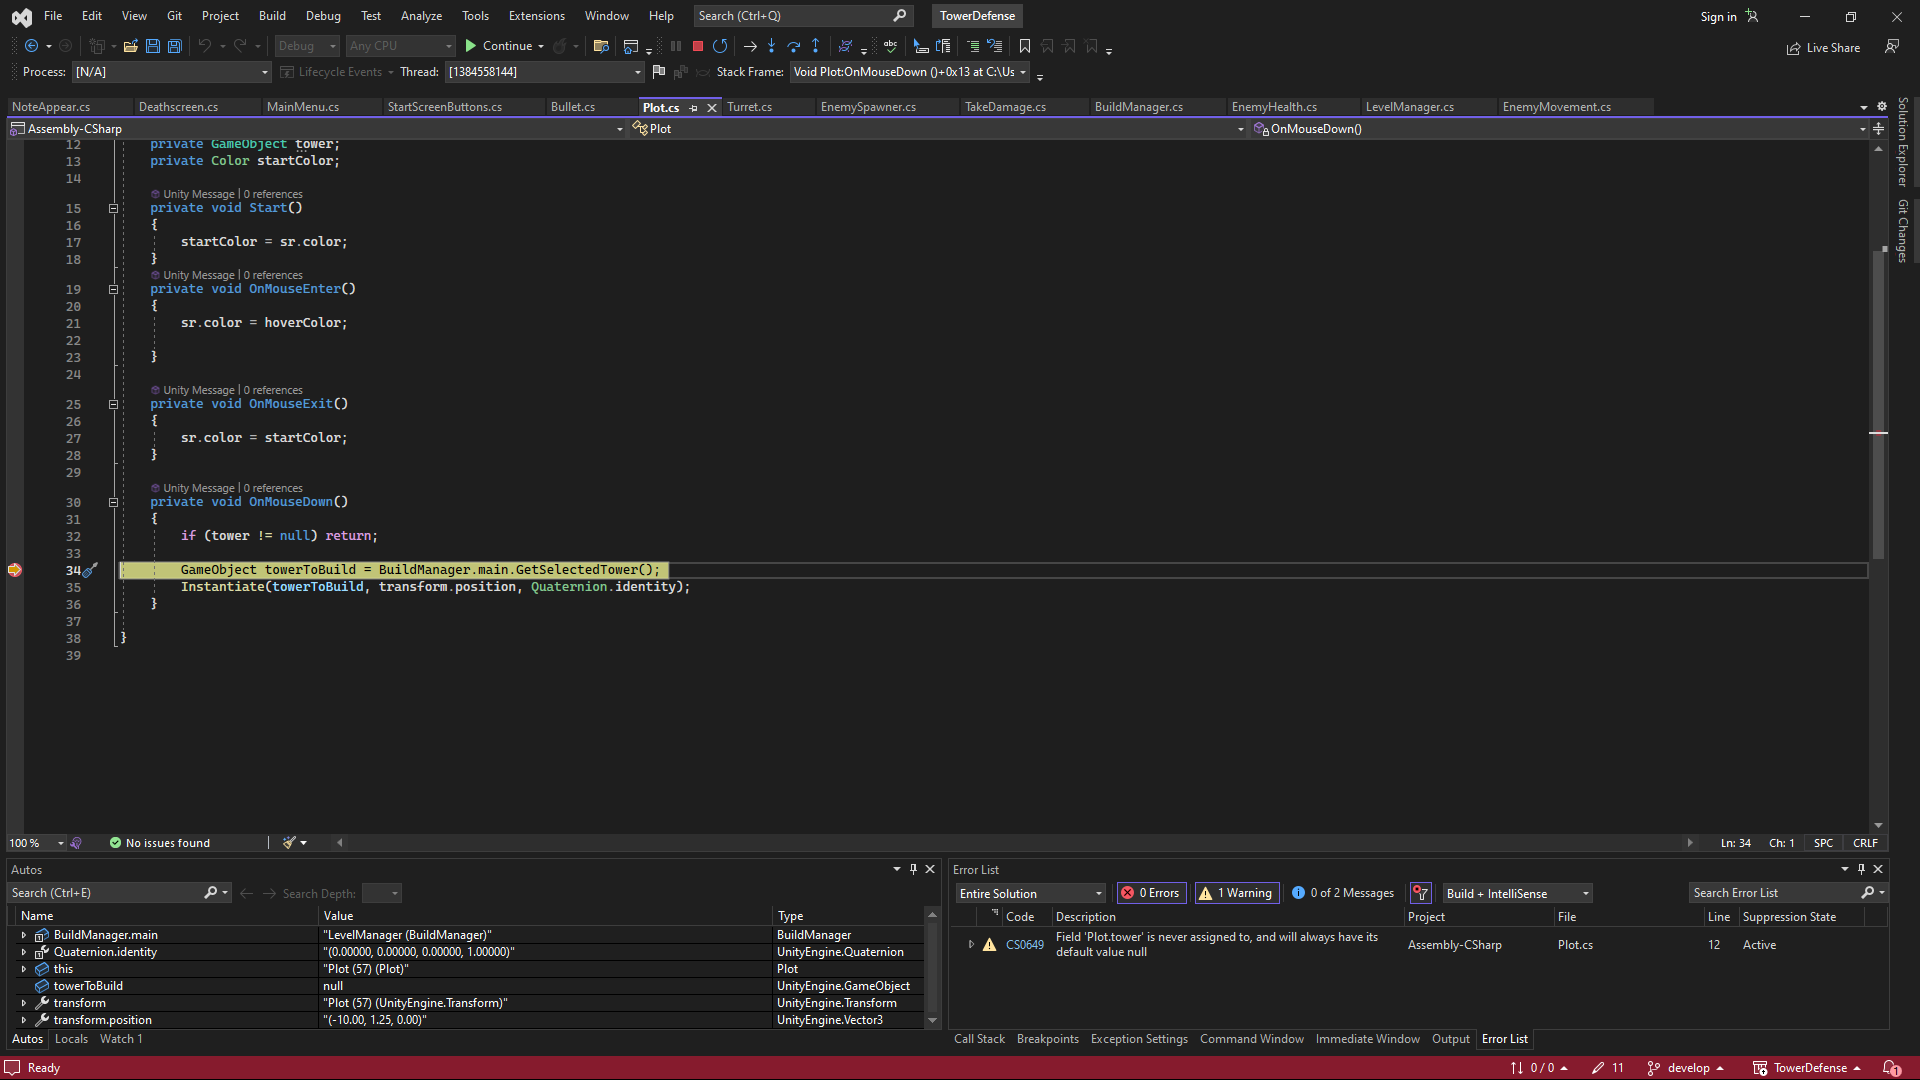 File Edit View Git Project Build Debug Test Analyze Tools Extensions Window Help Search (Ctrl+Q) TowerDefense Sign in
Debug Any CPU Continue Live Share
Process: [N/A] Lifecycle Events Thread: [1384558144] Stack Frame: Void Plot:OnMouseDown ()+0x13 at C:\Us
NoteAppear.cs Deathscreen.cs MainMenu.cs StartScreenButtons.cs Bullet.cs Plot.cs Turret.cs EnemySpawner.cs TakeDamage.cs BuildManager.cs EnemyHealth.cs LevelManager.cs EnemyMovement.cs
Assembly-CSharp Plot OnMouseDown()
12 private GameObject tower;
13 private Color startColor;
14
Unity Message | 0 references
15 private void Start()
16 {
17 startColor = sr.color;
18 }
Unity Message | 0 references
19 private void OnMouseEnter()
20 {
21 sr.color = hoverColor;
22
23 }
24
Unity Message | 0 references
25 private void OnMouseExit()
26 {
27 sr.color = startColor;
28 }
29
Unity Message | 0 references
30 private void OnMouseDown()
31 {
32 if (tower != null) return;
33
34 GameObject towerToBuild = BuildManager.main.GetSelectedTower();
35 Instantiate(towerToBuild, transform.position, Quaternion.identity);
36 }
37
38 }
39
Solution Explorer
Git Changes
100 % No issues found Ln: 34 Ch: 1 SPC CRLF
Autos
Search (Ctrl+E) Search Depth:
Name Value Type
BuildManager.main "LevelManager (BuildManager)" BuildManager
Quaternion.identity "(0.00000, 0.00000, 0.00000, 1.00000)" UnityEngine.Quaternion
this "Plot (57) (Plot)" Plot
towerToBuild null UnityEngine.GameObject
transform "Plot (57) (UnityEngine.Transform)" UnityEngine.Transform
transform.position "(-10.00, 1.25, 0.00)" UnityEngine.Vector3
Autos Locals Watch 1
Error List
Entire Solution 0 Errors 1 Warning 0 of 2 Messages Build + IntelliSense Search Error List
Code Description Project File Line Suppression State
CS0649 Field 'Plot.tower' is never assigned to, and will always have its Assembly-CSharp Plot.cs 12 Active
default value null
Call Stack Breakpoints Exception Settings Command Window Immediate Window Output Error List
Ready 0 / 0 11 develop TowerDefense 1